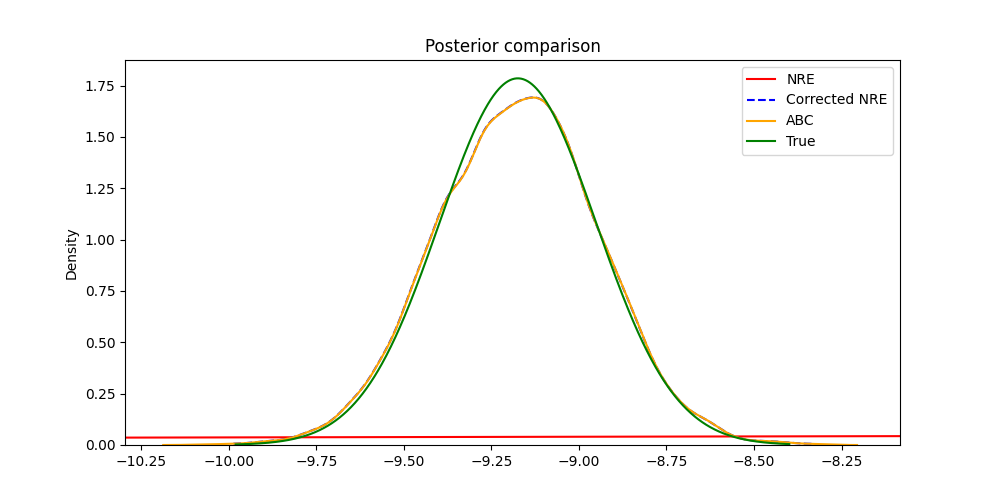 Posterior comparison
NRE
Corrected NRE
ABC
True
Density
1.75
1.50
1.25
1.00
0.75
0.50
0.25
0.00
−10.25 −10.00 −9.75 −9.50 −9.25 −9.00 −8.75 −8.50 −8.25